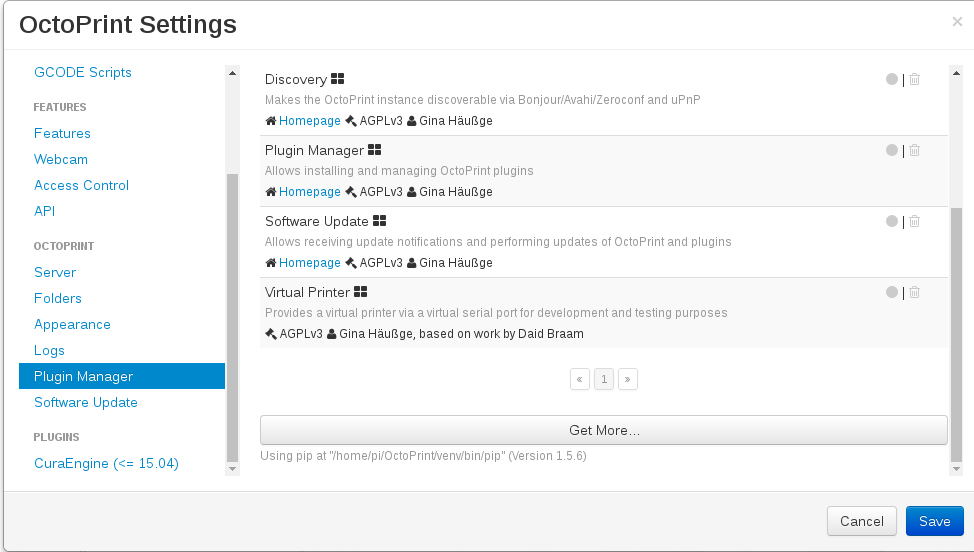 OctoPrint Settings
×
GCODE Scripts
FEATURES
Features
Webcam
Access Control
API
OCTOPRINT
Server
Folders
Appearance
Logs
Plugin Manager
Software Update
PLUGINS
CuraEngine (<= 15.04)
Discovery
|
Makes the OctoPrint instance discoverable via Bonjour/Avahi/Zeroconf and uPnP
Homepage AGPLv3 Gina Häußge
Plugin Manager
|
Allows installing and managing OctoPrint plugins
Homepage AGPLv3 Gina Häußge
Software Update
|
Allows receiving update notifications and performing updates of OctoPrint and plugins
Homepage AGPLv3 Gina Häußge
Virtual Printer
|
Provides a virtual printer via a virtual serial port for development and testing purposes
AGPLv3 Gina Häußge, based on work by Daid Braam
« 1 »
Get More...
Using pip at "/home/pi/OctoPrint/venv/bin/pip" (Version 1.5.6)
Cancel Save